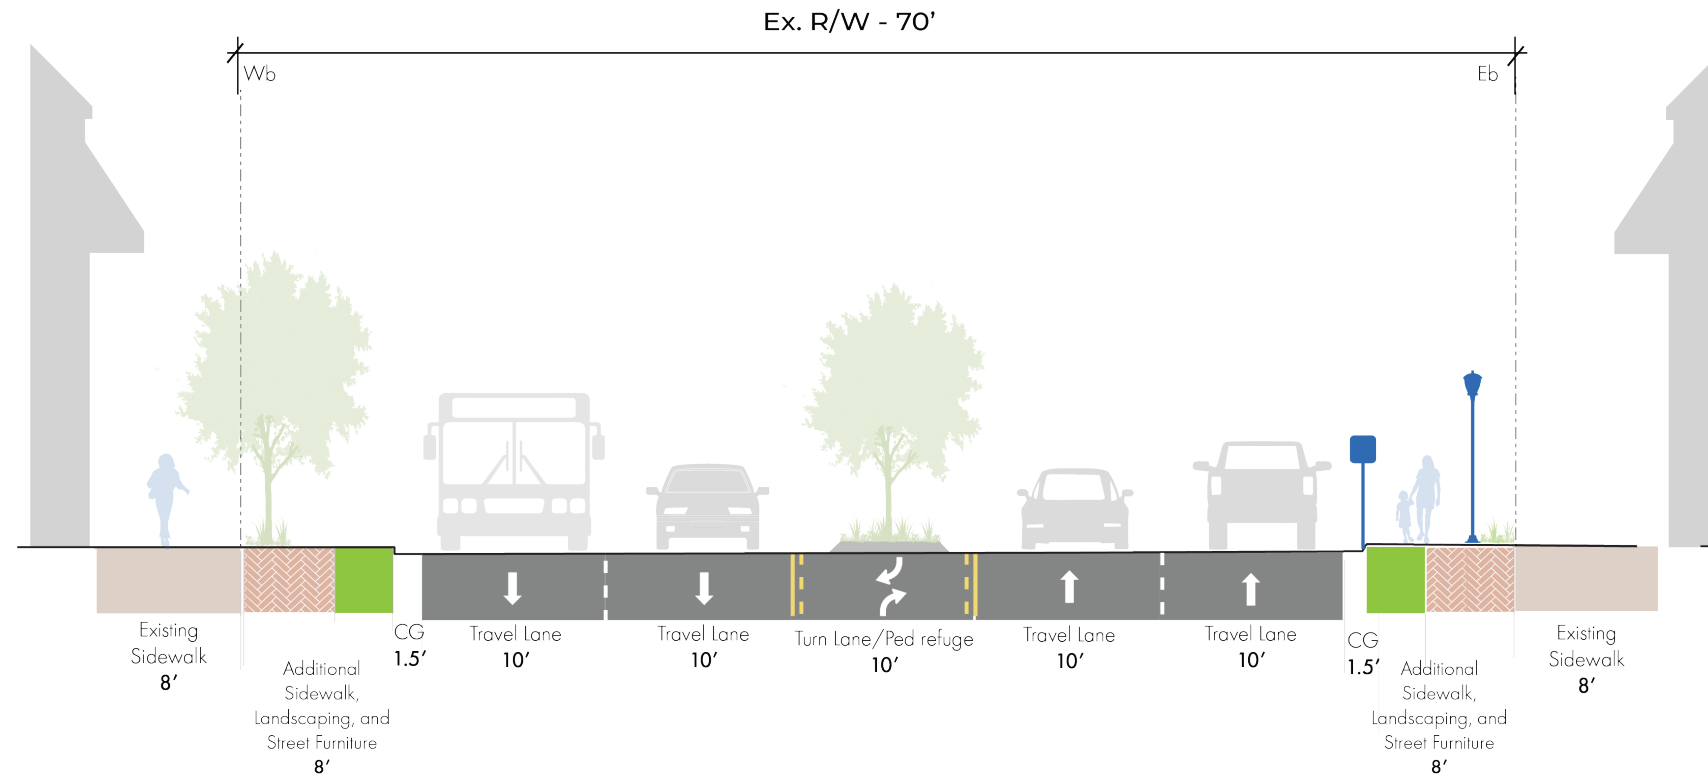 Ex. R/W - 70’
Wb
Eb
Existing
Sidewalk
8’
Additional
Sidewalk,
Landscaping, and
Street Furniture
8’
CG
1.5’
Travel Lane
10’
Travel Lane
10’
Turn Lane/Ped refuge
10’
Travel Lane
10’
Travel Lane
10’
CG
1.5’
Additional
Sidewalk,
Landscaping, and
Street Furniture
8’
Existing
Sidewalk
8’